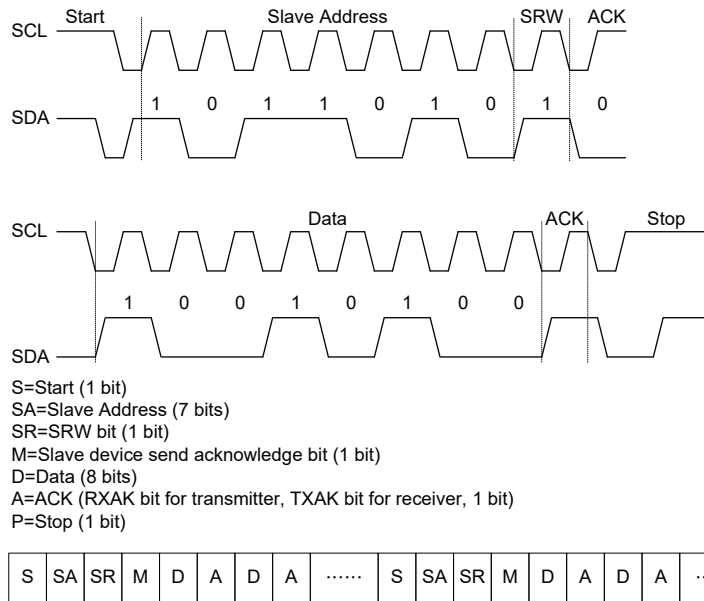 Start Slave Address SRW ACK
SCL
1 0 1 1 0 1 0 1 0
SDA
Data ACK Stop
SCL
1 0 0 1 0 1 0 0
SDA
S=Start (1 bit)
SA=Slave Address (7 bits)
SR=SRW bit (1 bit)
M=Slave device send acknowledge bit (1 bit)
D=Data (8 bits)
A=ACK (RXAK bit for transmitter, TXAK bit for receiver, 1 bit)
P=Stop (1 bit)
S SA SR M D A D A ...... S SA SR M D A D A ..